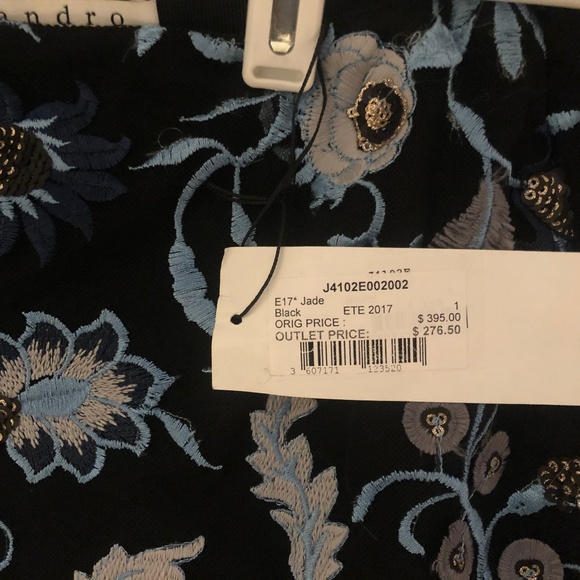 andro
J4102E
J4102E002002
E17* Jade
Black ETE 2017 1
ORIG PRICE : $ 395.00
OUTLET PRICE: $ 276.50
3 607171 123520